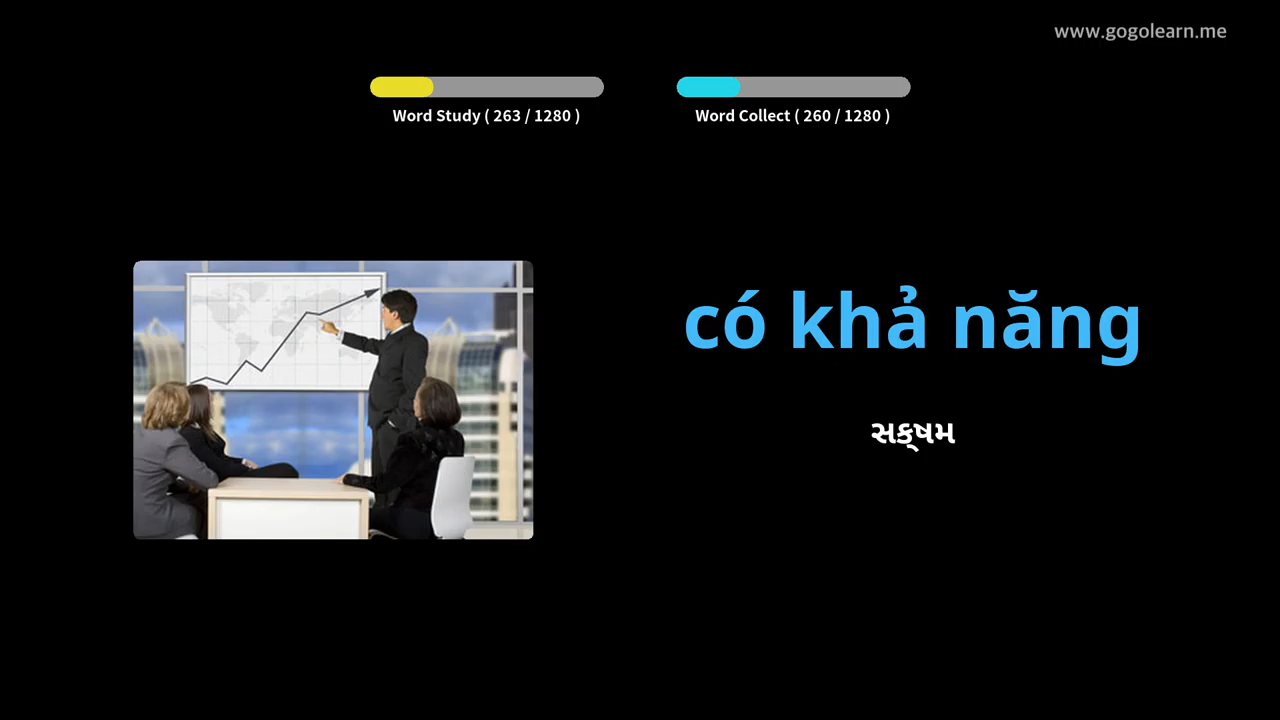 www.gogolearn.me
Word Study ( 263 / 1280 )
Word Collect ( 260 / 1280 )
có khả năng
સક્ષમ